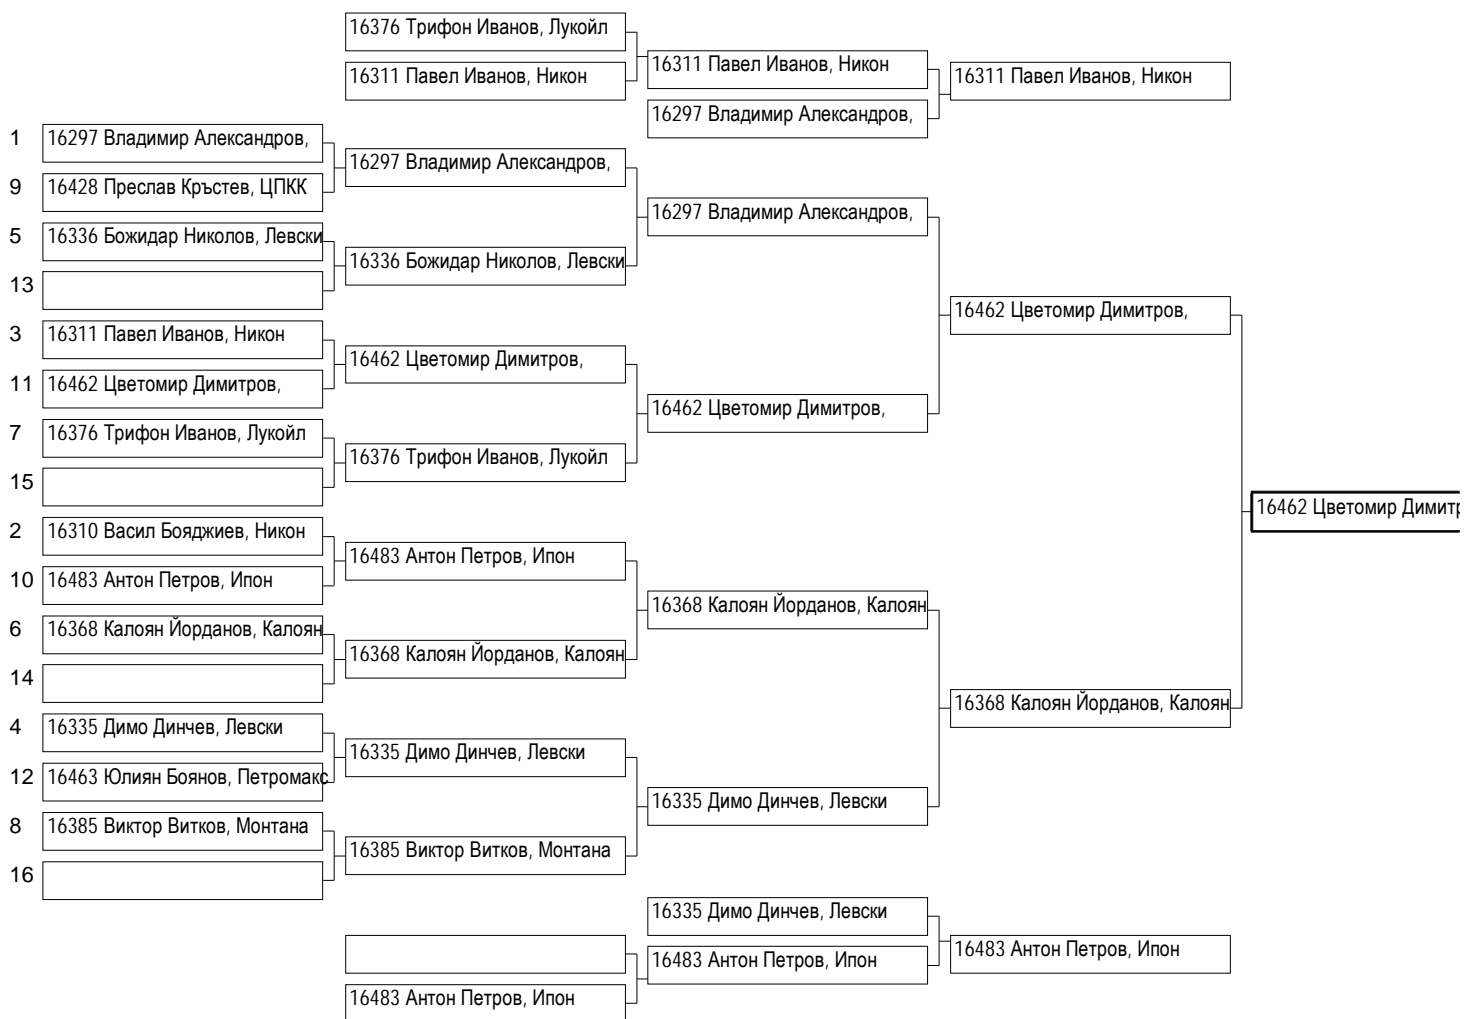 16376 Трифон Иванов, Лукойл
16311 Павел Иванов, Никон
16311 Павел Иванов, Никон
16297 Владимир Александров,
16311 Павел Иванов, Никон
1 16297 Владимир Александров,
9 16428 Преслав Кръстев, ЦПКК
5 16336 Божидар Николов, Левски
13
3 16311 Павел Иванов, Никон
11 16462 Цветомир Димитров,
7 16376 Трифон Иванов, Лукойл
15
2 16310 Васил Бояджиев, Никон
10 16483 Антон Петров, Ипон
6 16368 Калоян Йорданов, Калоян
14
4 16335 Димо Динчев, Левски
12 16463 Юлиян Боянов, Петромакс
8 16385 Виктор Витков, Монтана
16
16297 Владимир Александров,
16336 Божидар Николов, Левски
16462 Цветомир Димитров,
16376 Трифон Иванов, Лукойл
16483 Антон Петров, Ипон
16368 Калоян Йорданов, Калоян
16335 Димо Динчев, Левски
16385 Виктор Витков, Монтана
16297 Владимир Александров,
16462 Цветомир Димитров,
16368 Калоян Йорданов, Калоян
16335 Димо Динчев, Левски
16462 Цветомир Димитров,
16368 Калоян Йорданов, Калоян
16462 Цветомир Димитр
16335 Димо Динчев, Левски
16483 Антон Петров, Ипон
16483 Антон Петров, Ипон
16483 Антон Петров, Ипон